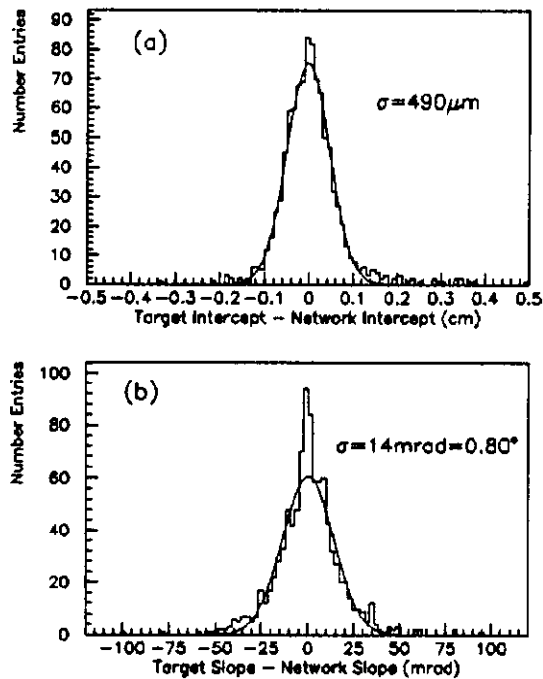 (a)
Number Entries
90
80
70
60
50
40
30
20
10
0
σ=490μm
-0.5 -0.4 -0.3 -0.2 -0.1 0 0.1 0.2 0.3 0.4 0.5
Target Intercept - Network Intercept (cm)
(b)
Number Entries
100
80
60
40
20
0
σ=14mrad=0.80°
-100 -75 -50 -25 0 25 50 75 100
Target Slope - Network Slope (mrad)